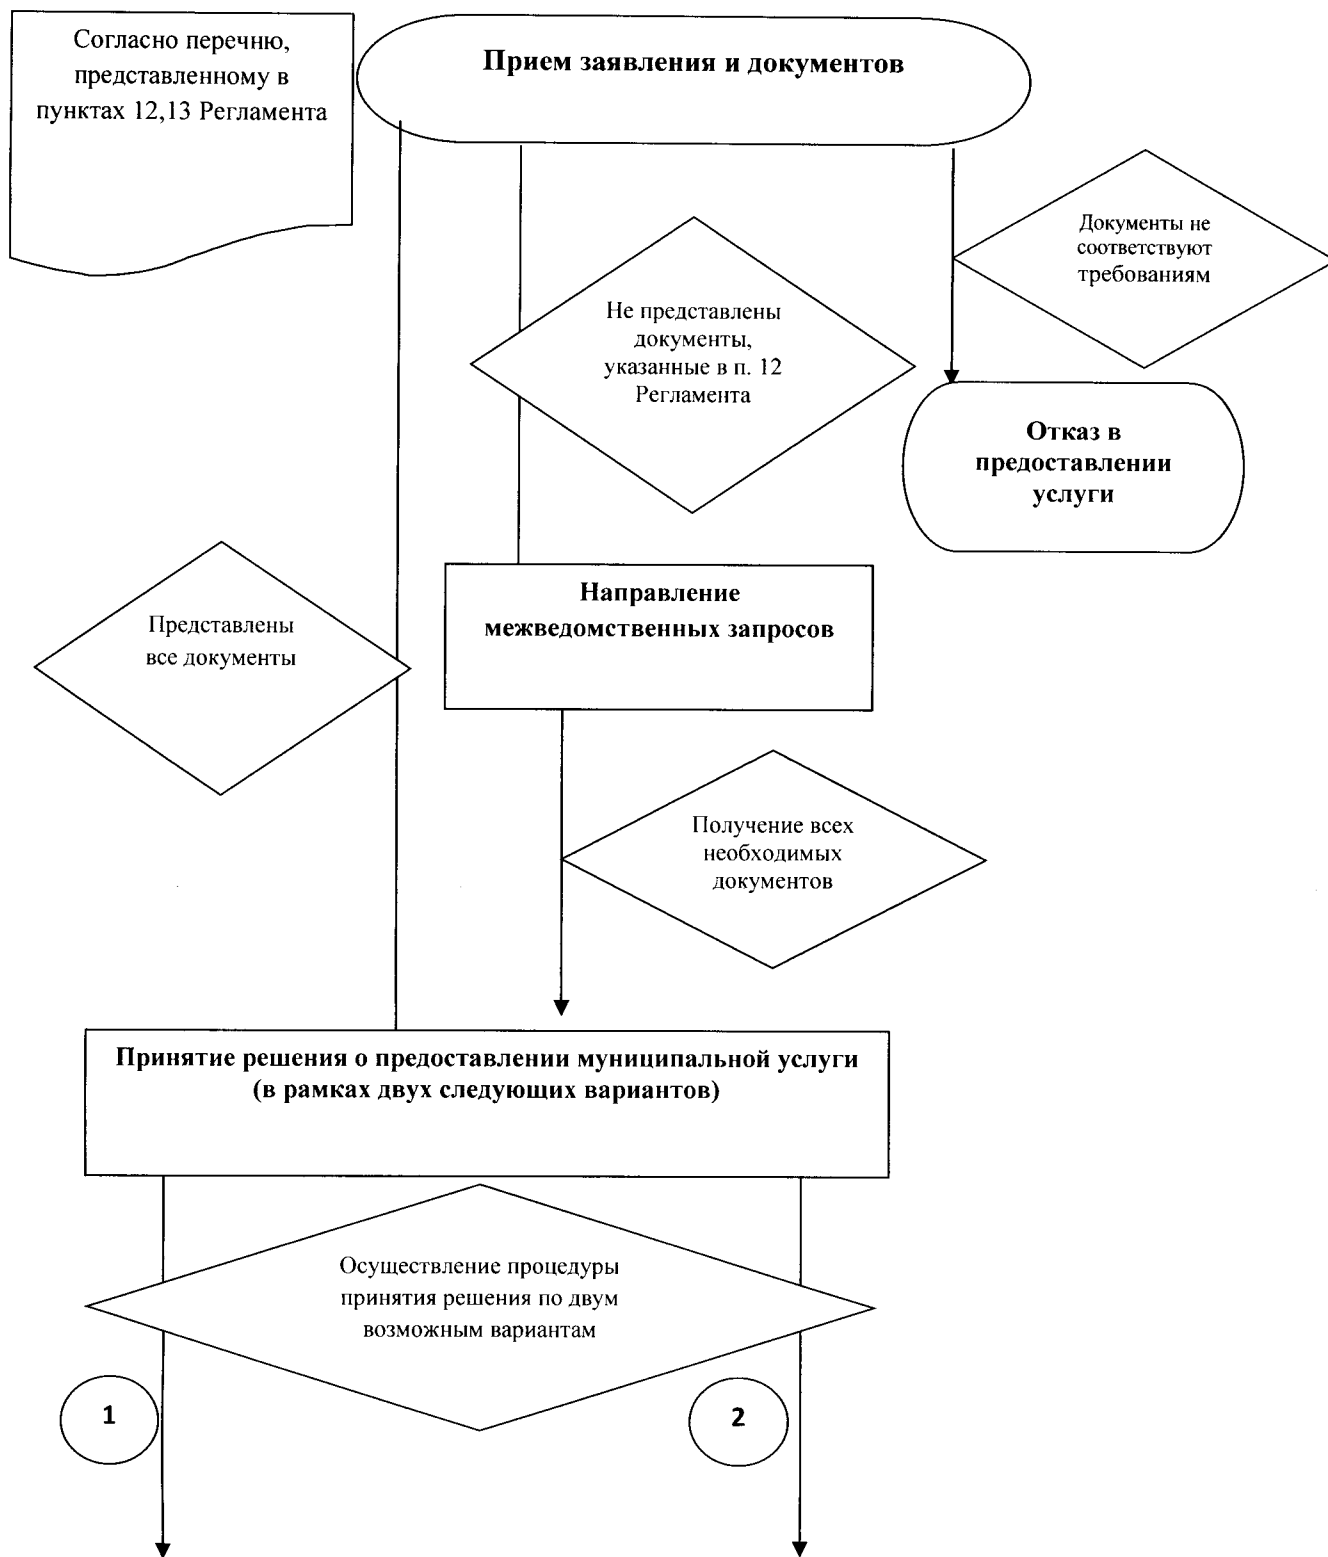 Согласно перечню,
представленному в
пунктах 12,13 Регламента
Прием заявления и документов
Документы не
соответствуют
требованиям
Не представлены
документы,
указанные в п. 12
Регламента
Отказ в
предоставлении
услуги
Направление
межведомственных запросов
Представлены
все документы
Получение всех
необходимых
документов
Принятие решения о предоставлении муниципальной услуги
(в рамках двух следующих вариантов)
Осуществление процедуры
принятия решения по двум
возможным вариантам
1
2